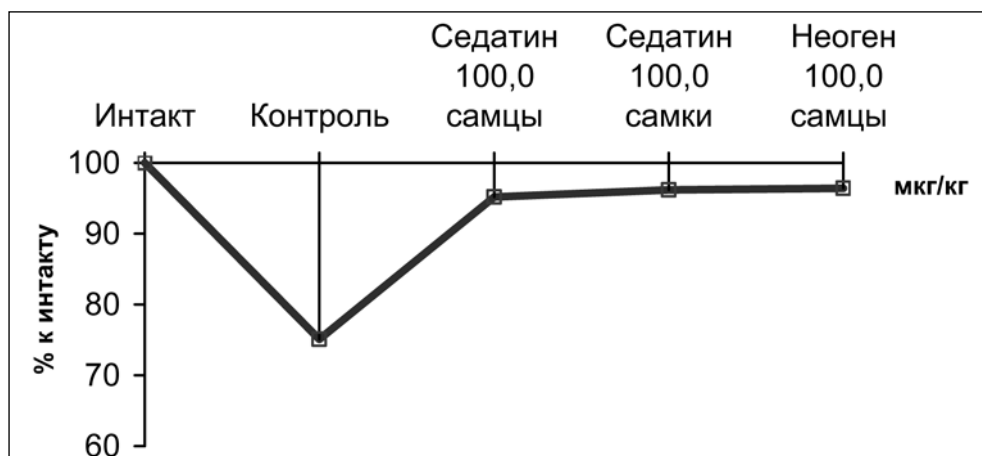 Интакт
Контроль
Седатин
100,0
самцы
Седатин
100,0
самки
Неоген
100,0
самцы
100
90
80
70
60
% к интакту
мкг/кг